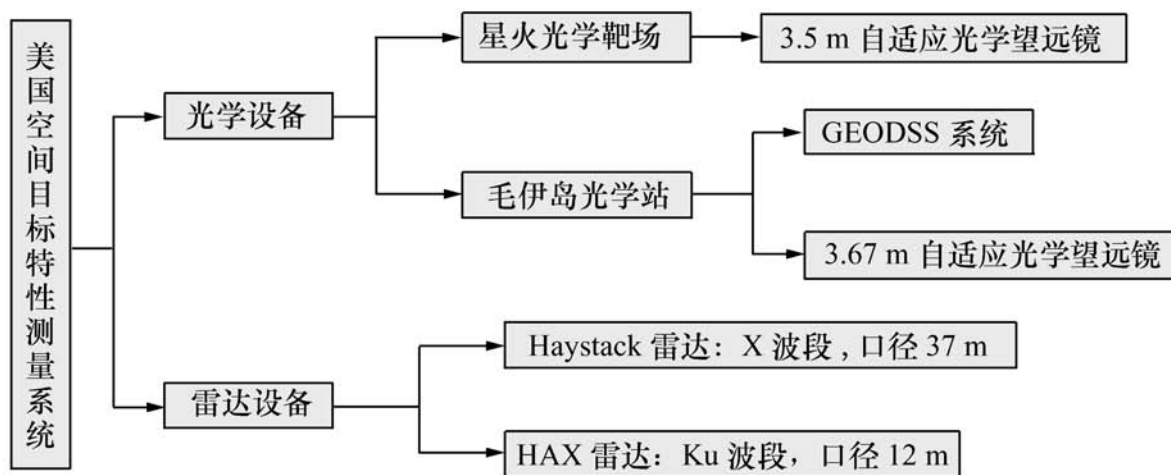 美国空间目标特性测量系统
光学设备
星火光学靶场
3.5 m 自适应光学望远镜
毛伊岛光学站
GEODSS 系统
3.67 m 自适应光学望远镜
雷达设备
Haystack 雷达：X 波段 , 口径 37 m
HAX 雷达：Ku 波段，口径 12 m